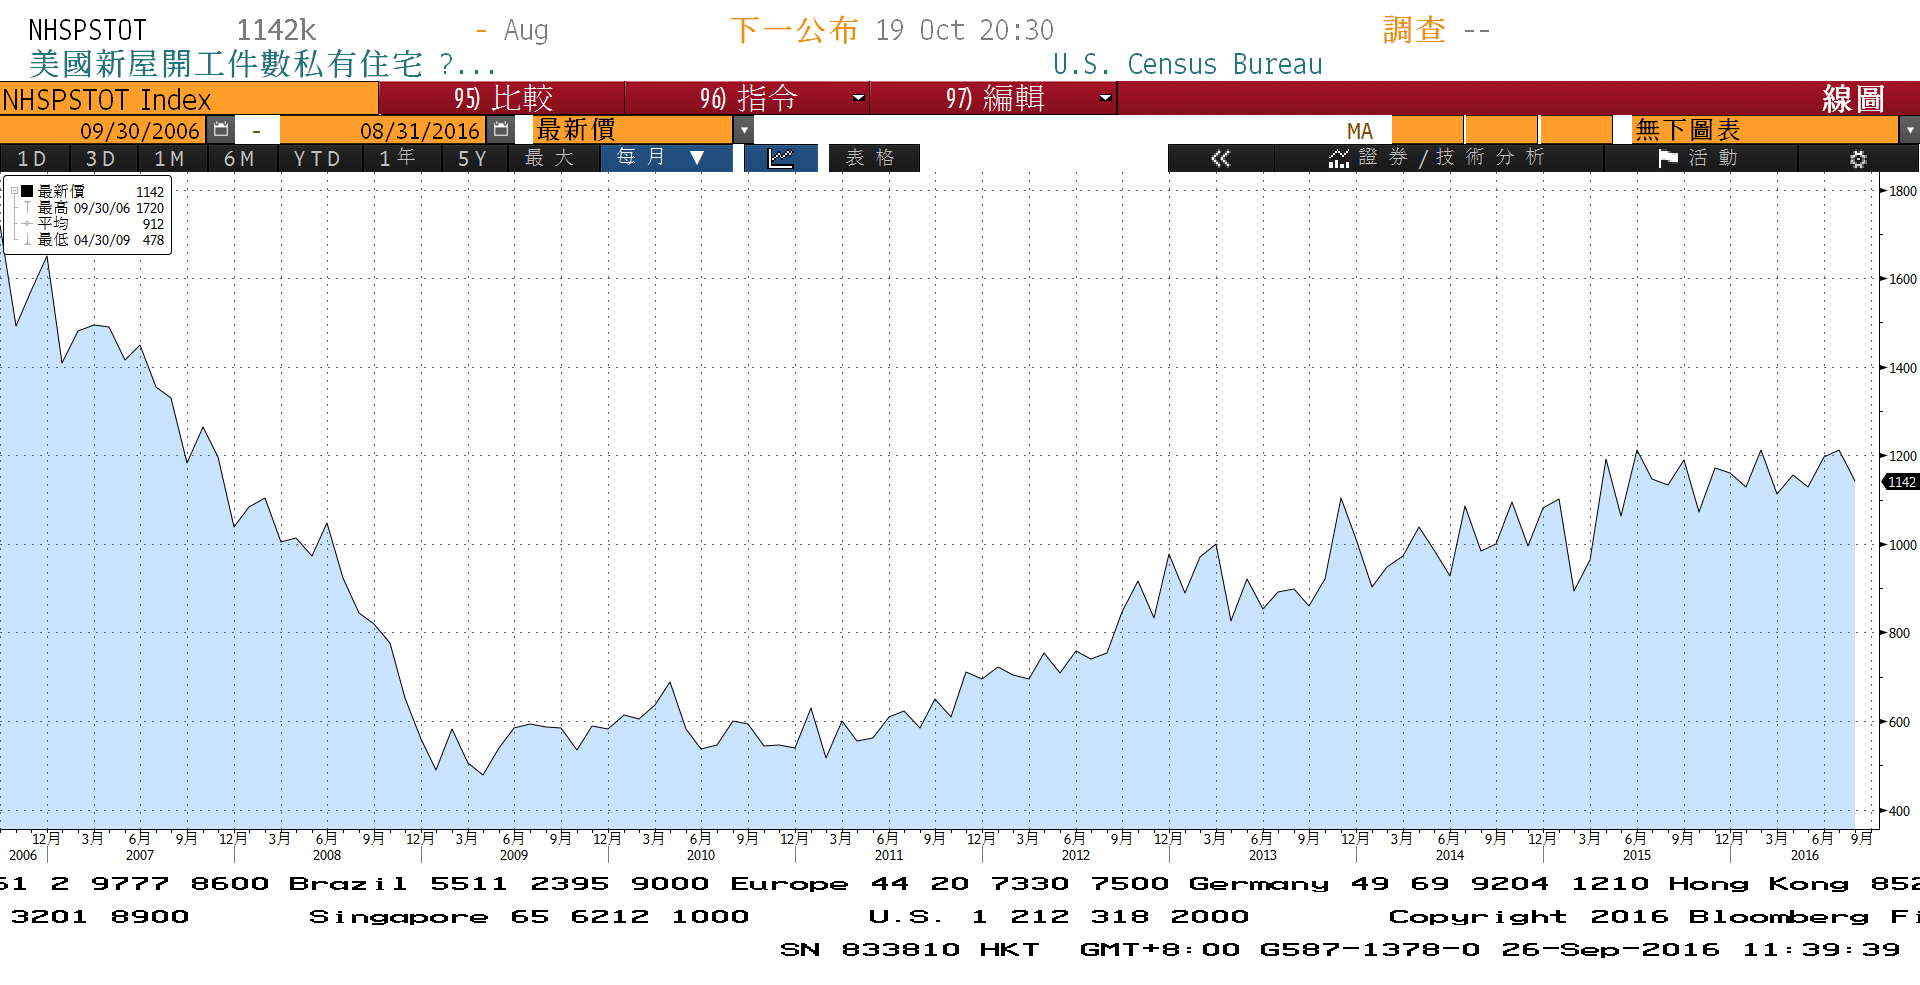 NHSPSTOT 1142k - Aug 下一公布 19 Oct 20:30 調查 --
美國新屋開工件數私有住宅 ?... U.S. Census Bureau
NHSPSTOT Index 95) 比較 96) 指令 97) 編輯 線圖
09/30/2006 - 08/31/2016 最新價 MA 無下圖表
1D 3D 1M 6M YTD 1年 5Y 最大 每月 ▼ 表格 « 證券/技術分析 活動
最新價 1142
最高 09/30/06 1720
平均 912
最低 04/30/09 478
1800
1600
1400
1200
1142
1000
800
600
400
12月 3月 6月 9月 12月 3月 6月 9月 12月 3月 6月 9月 12月 3月 6月 9月 12月 3月 6月 9月 12月 3月 6月 9月 12月 3月 6月 9月 12月 3月 6月 9月 12月 3月 6月 9月 12月 3月 6月 9月
2006 2007 2008 2009 2010 2011 2012 2013 2014 2015 2016
61 2 9777 8600 Brazil 5511 2395 9000 Europe 44 20 7330 7500 Germany 49 69 9204 1210 Hong Kong 852
3201 8900 Singapore 65 6212 1000 U.S. 1 212 318 2000 Copyright 2016 Bloomberg Fi
SN 833810 HKT GMT+8:00 G587-1378-0 26-Sep-2016 11:39:39